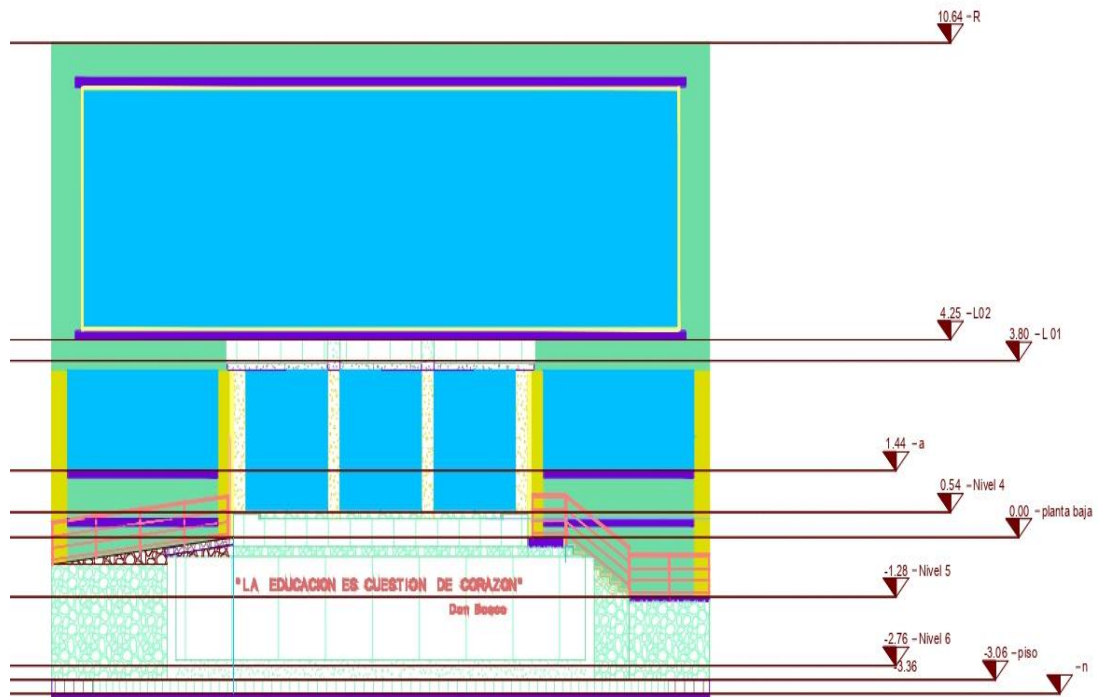 10.64 - R
4.25 - L02
3.80 - L 01
1.44 - a
0.54 - Nivel 4
0.00 - planta baja
"LA EDUCACION ES CUESTION DE CORAZON"
Don Bosco
-1.28 - Nivel 5
-2.76 - Nivel 6
-3.06 - piso
-3.36
- n